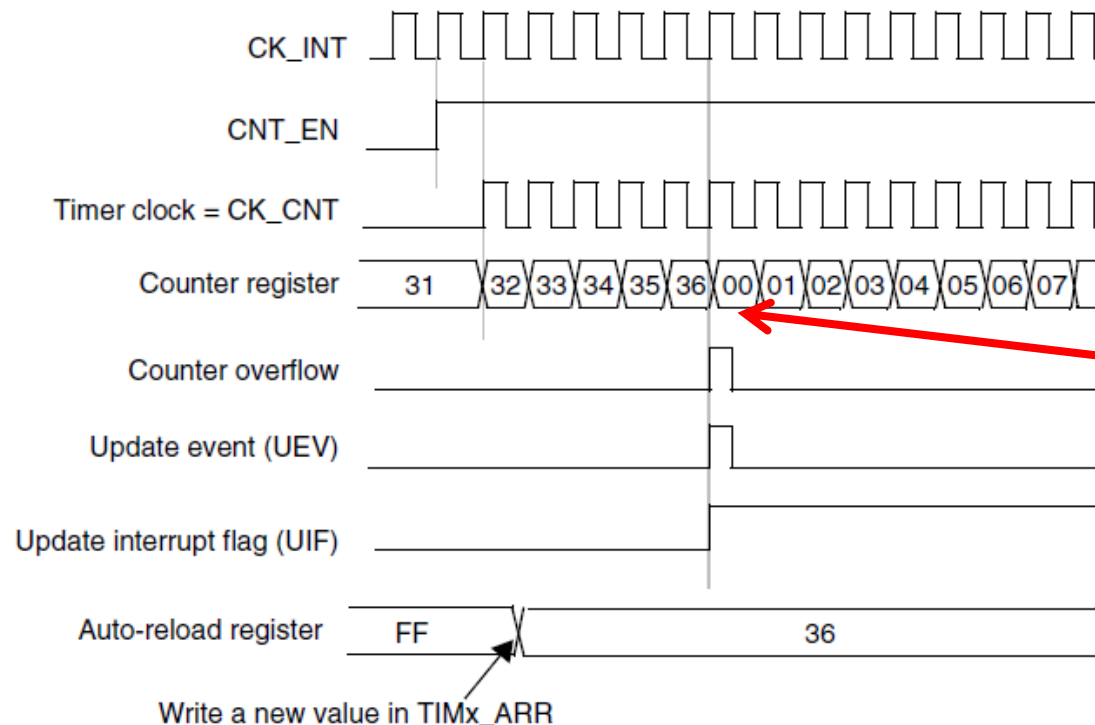 CK_INT
CNT_EN
Timer clock = CK_CNT
Counter register 31 32 33 34 35 36 00 01 02 03 04 05 06 07
Counter overflow
Update event (UEV)
Update interrupt flag (UIF)
Auto-reload register FF 36
Write a new value in TIMx_ARR